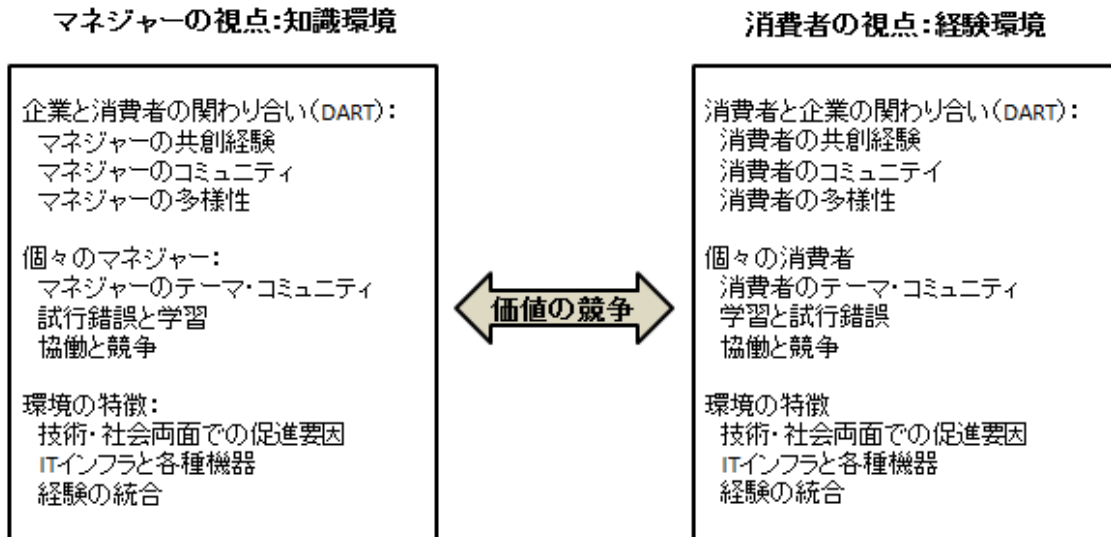 マネジャーの視点:知識環境
企業と消費者の関わり合い(DART):
マネジャーの共創経験
マネジャーのコミュニティ
マネジャーの多様性
個々のマネジャー:
マネジャーのテーマ・コミュニティ
試行錯誤と学習
協働と競争
環境の特徴:
技術・社会両面での促進要因
ITインフラと各種機器
経験の統合
価値の競争
消費者の視点:経験環境
消費者と企業の関わり合い(DART):
消費者の共創経験
消費者のコミュニテイ
消費者の多様性
個々の消費者
消費者のテーマ・コミュニティ
学習と試行錯誤
協働と競争
環境の特徴
技術・社会両面での促進要因
ITインフラと各種機器
経験の統合